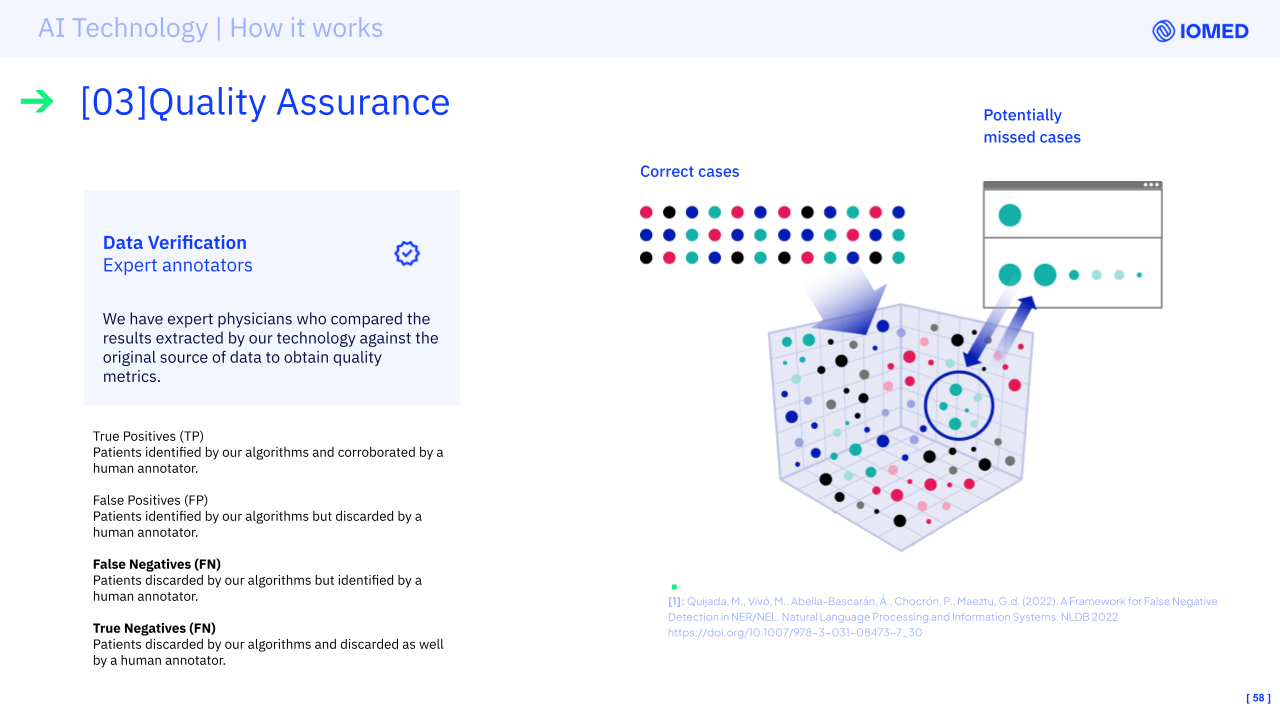 AI Technology | How it works
IOMED
[03]Quality Assurance
Data Verification
Expert annotators
We have expert physicians who compared the
results extracted by our technology against the
original source of data to obtain quality
metrics.
True Positives (TP)
Patients identified by our algorithms and corroborated by a
human annotator.
False Positives (FP)
Patients identified by our algorithms but discarded by a
human annotator.
False Negatives (FN)
Patients discarded by our algorithms but identified by a
human annotator.
True Negatives (FN)
Patients discarded by our algorithms and discarded as well
by a human annotator.
Correct cases
Potentially
missed cases
[1]: Quijada, M., Vivó, M., Abella-Bascarán, Á., Chocrón, P., Maeztu, G.d. (2022). A Framework for False Negative
Detection in NER/NEL. Natural Language Processing and Information Systems. NLDB 2022
https://doi.org/10.1007/978-3-031-08473-7_30
[ 58 ]